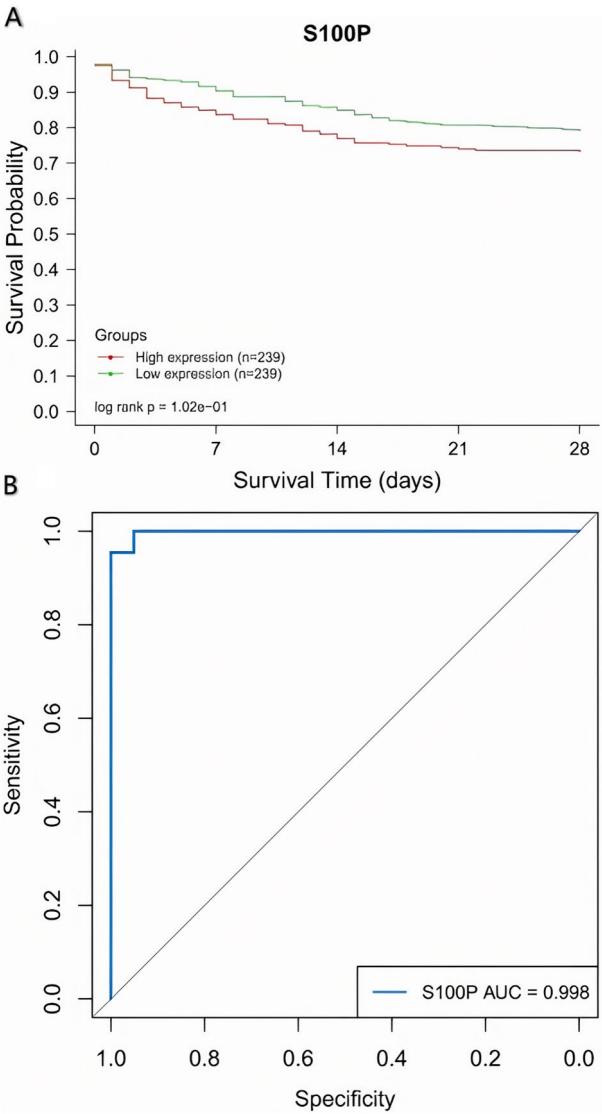 A
S100P
1.0
0.9
0.8
0.7
0.6
0.5
0.4
0.3
0.2
0.1
0.0
Survival Probability
Groups
High expression (n=239)
Low expression (n=239)
log rank p = 1.02e−01
0 7 14 21 28
Survival Time (days)
B
1.0
0.8
0.6
0.4
0.2
0.0
Sensitivity
S100P AUC = 0.998
1.0 0.8 0.6 0.4 0.2 0.0
Specificity